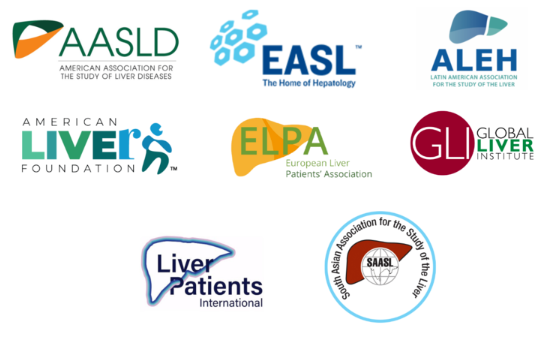 AASLD
AMERICAN ASSOCIATION FOR
THE STUDY OF LIVER DISEASES
EASL™
The Home of Hepatology
ALEH
LATIN AMERICAN ASSOCIATION
FOR THE STUDY OF THE LIVER
AMERICAN
LIVER
FOUNDATION™
ELPA
European Liver
Patients' Association
GLI
GLOBAL
LIVER
INSTITUTE
Liver
Patients
International
South Asian Association for the Study of the Liver
SAASL